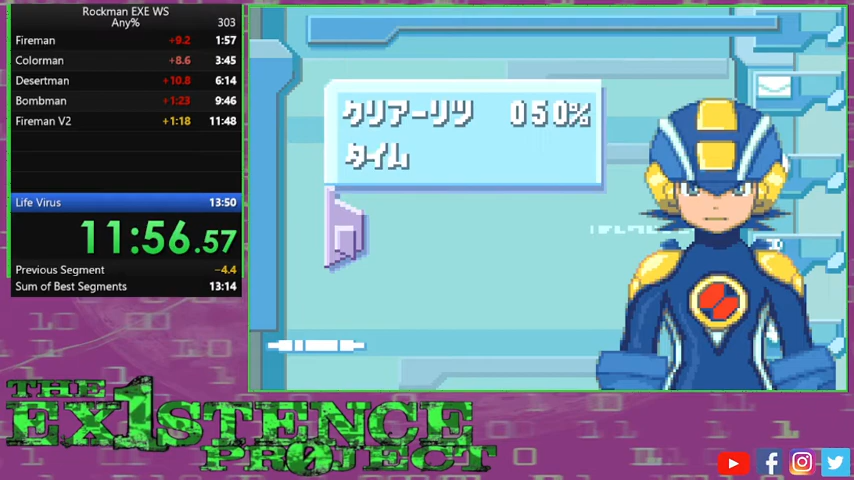 Rockman EXE WS
Any% 303
Fireman +9.2 1:57
Colorman +8.6 3:45
Desertman +10.8 6:14
Bombman +1:23 9:46
Fireman V2 +1:18 11:48
Life Virus 13:50
11:56.57
Previous Segment -4.4
Sum of Best Segments 13:14
クリアーリツ 050%
タイム
THE
EX1STENCE
PR0JECT